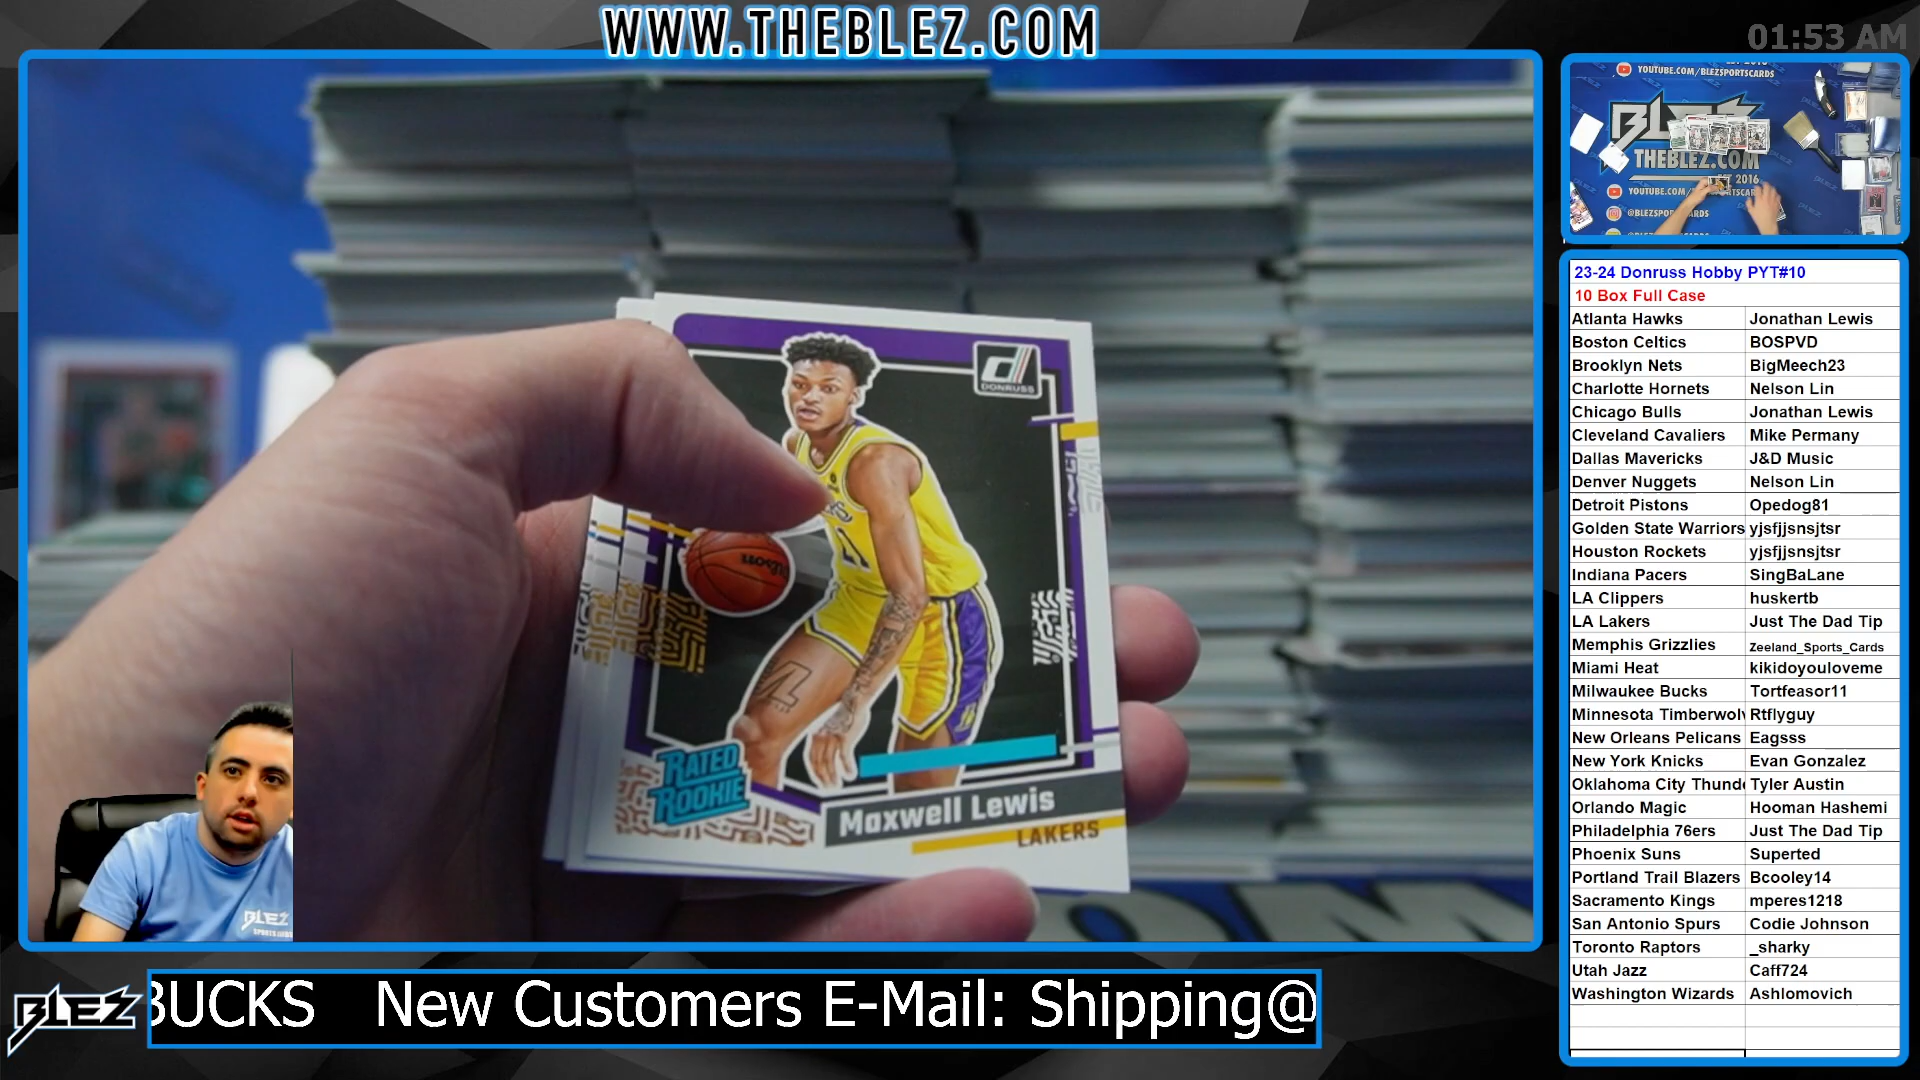 WWW.THEBLEZ.COM
01:53 AM
YOUTUBE.COM/BLEZSPORTSCARDS
BLEZ
THEBLEZ.COM
EST 2016
@BLEZSPORTSCARDS
DONRUSS
RATED
ROOKIE
Maxwell Lewis
LAKERS
BLEZ
BLEZ
BUCKS New Customers E-Mail: Shipping@
23-24 Donruss Hobby PYT#10
10 Box Full Case
Atlanta Hawks Jonathan Lewis
Boston Celtics BOSPVD
Brooklyn Nets BigMeech23
Charlotte Hornets Nelson Lin
Chicago Bulls Jonathan Lewis
Cleveland Cavaliers Mike Permany
Dallas Mavericks J&D Music
Denver Nuggets Nelson Lin
Detroit Pistons Opedog81
Golden State Warriors yjsfjjsnsjtsr
Houston Rockets yjsfjjsnsjtsr
Indiana Pacers SingBaLane
LA Clippers huskertb
LA Lakers Just The Dad Tip
Memphis Grizzlies Zeeland_Sports_Cards
Miami Heat kikidoyouloveme
Milwaukee Bucks Tortfeasor11
Minnesota Timberwolv Rtflyguy
New Orleans Pelicans Eagsss
New York Knicks Evan Gonzalez
Oklahoma City Thunde Tyler Austin
Orlando Magic Hooman Hashemi
Philadelphia 76ers Just The Dad Tip
Phoenix Suns Superted
Portland Trail Blazers Bcooley14
Sacramento Kings mperes1218
San Antonio Spurs Codie Johnson
Toronto Raptors _sharky
Utah Jazz Caff724
Washington Wizards Ashlomovich